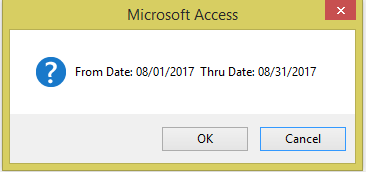 Microsoft Access
From Date: 08/01/2017  Thru Date: 08/31/2017
OK Cancel